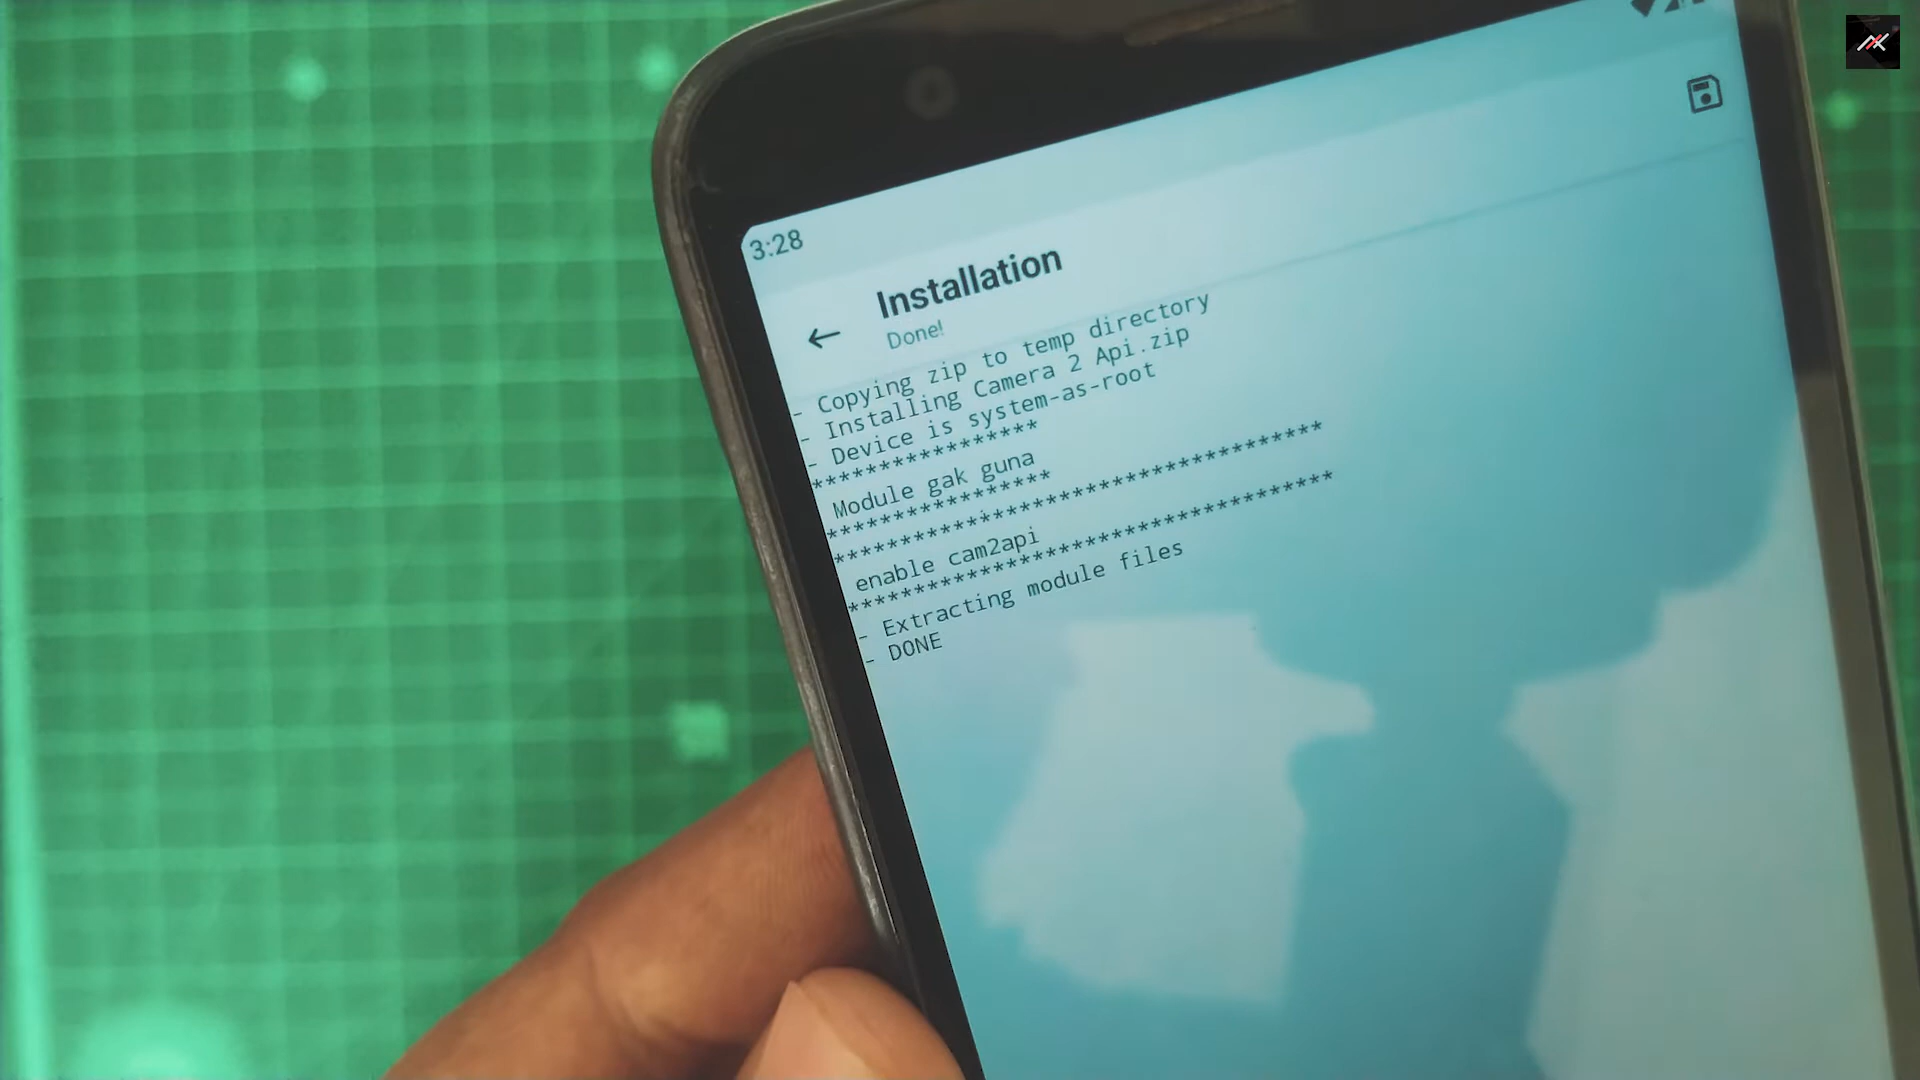 3:28
Installation
Done!
- Copying zip to temp directory
- Installing Camera 2 Api.zip
- Device is system-as-root
*****************
Module gak guna
*****************
*************************************
enable cam2api
*************************************
- Extracting module files
- DONE